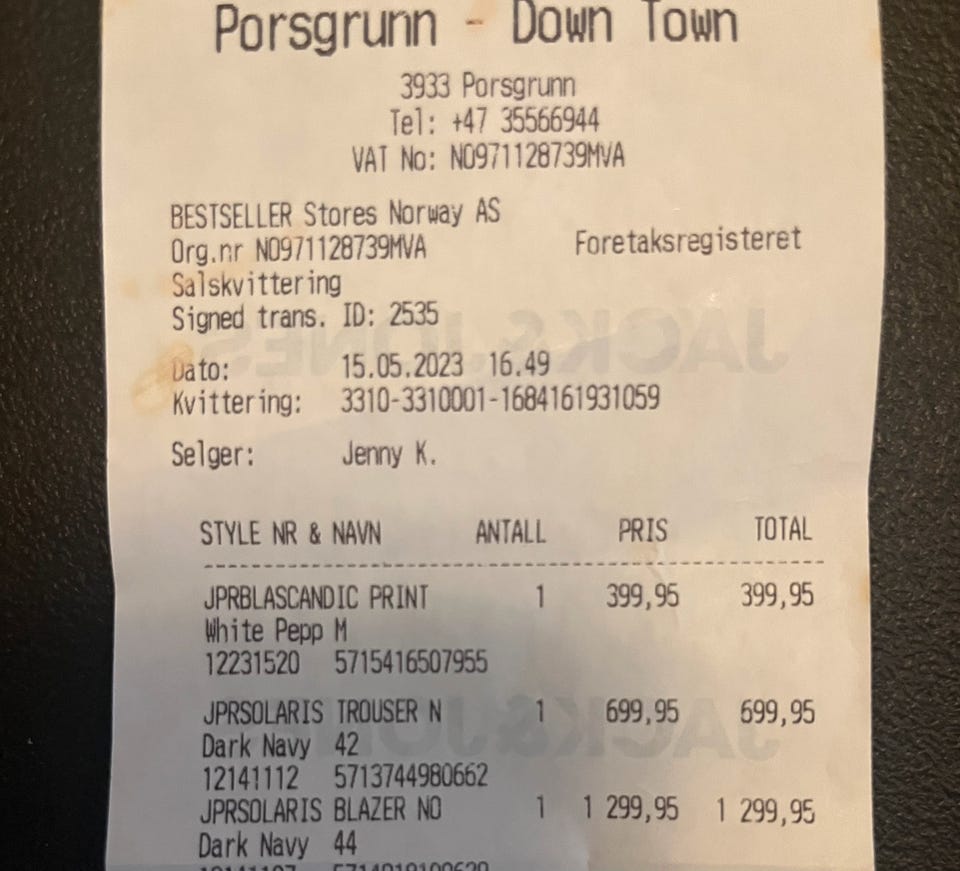 Porsgrunn - Down Town
3933 Porsgrunn
Tel: +47 35566944
VAT No: NO971128739MVA
BESTSELLER Stores Norway AS
Org.nr NO971128739MVA Foretaksregisteret
Salskvittering
Signed trans. ID: 2535
Dato: 15.05.2023 16.49
Kvittering: 3310-3310001-1684161931059
Selger: Jenny K.
STYLE NR & NAVN ANTALL PRIS TOTAL
JPRBLASCANDIC PRINT 1 399,95 399,95
White Pepp M
12231520 5715416507955
JPRSOLARIS TROUSER N 1 699,95 699,95
Dark Navy 42
12141112 5713744980662
JPRSOLARIS BLAZER NO 1 1 299,95 1 299,95
Dark Navy 44
JACK & JONES
JACK & JONES